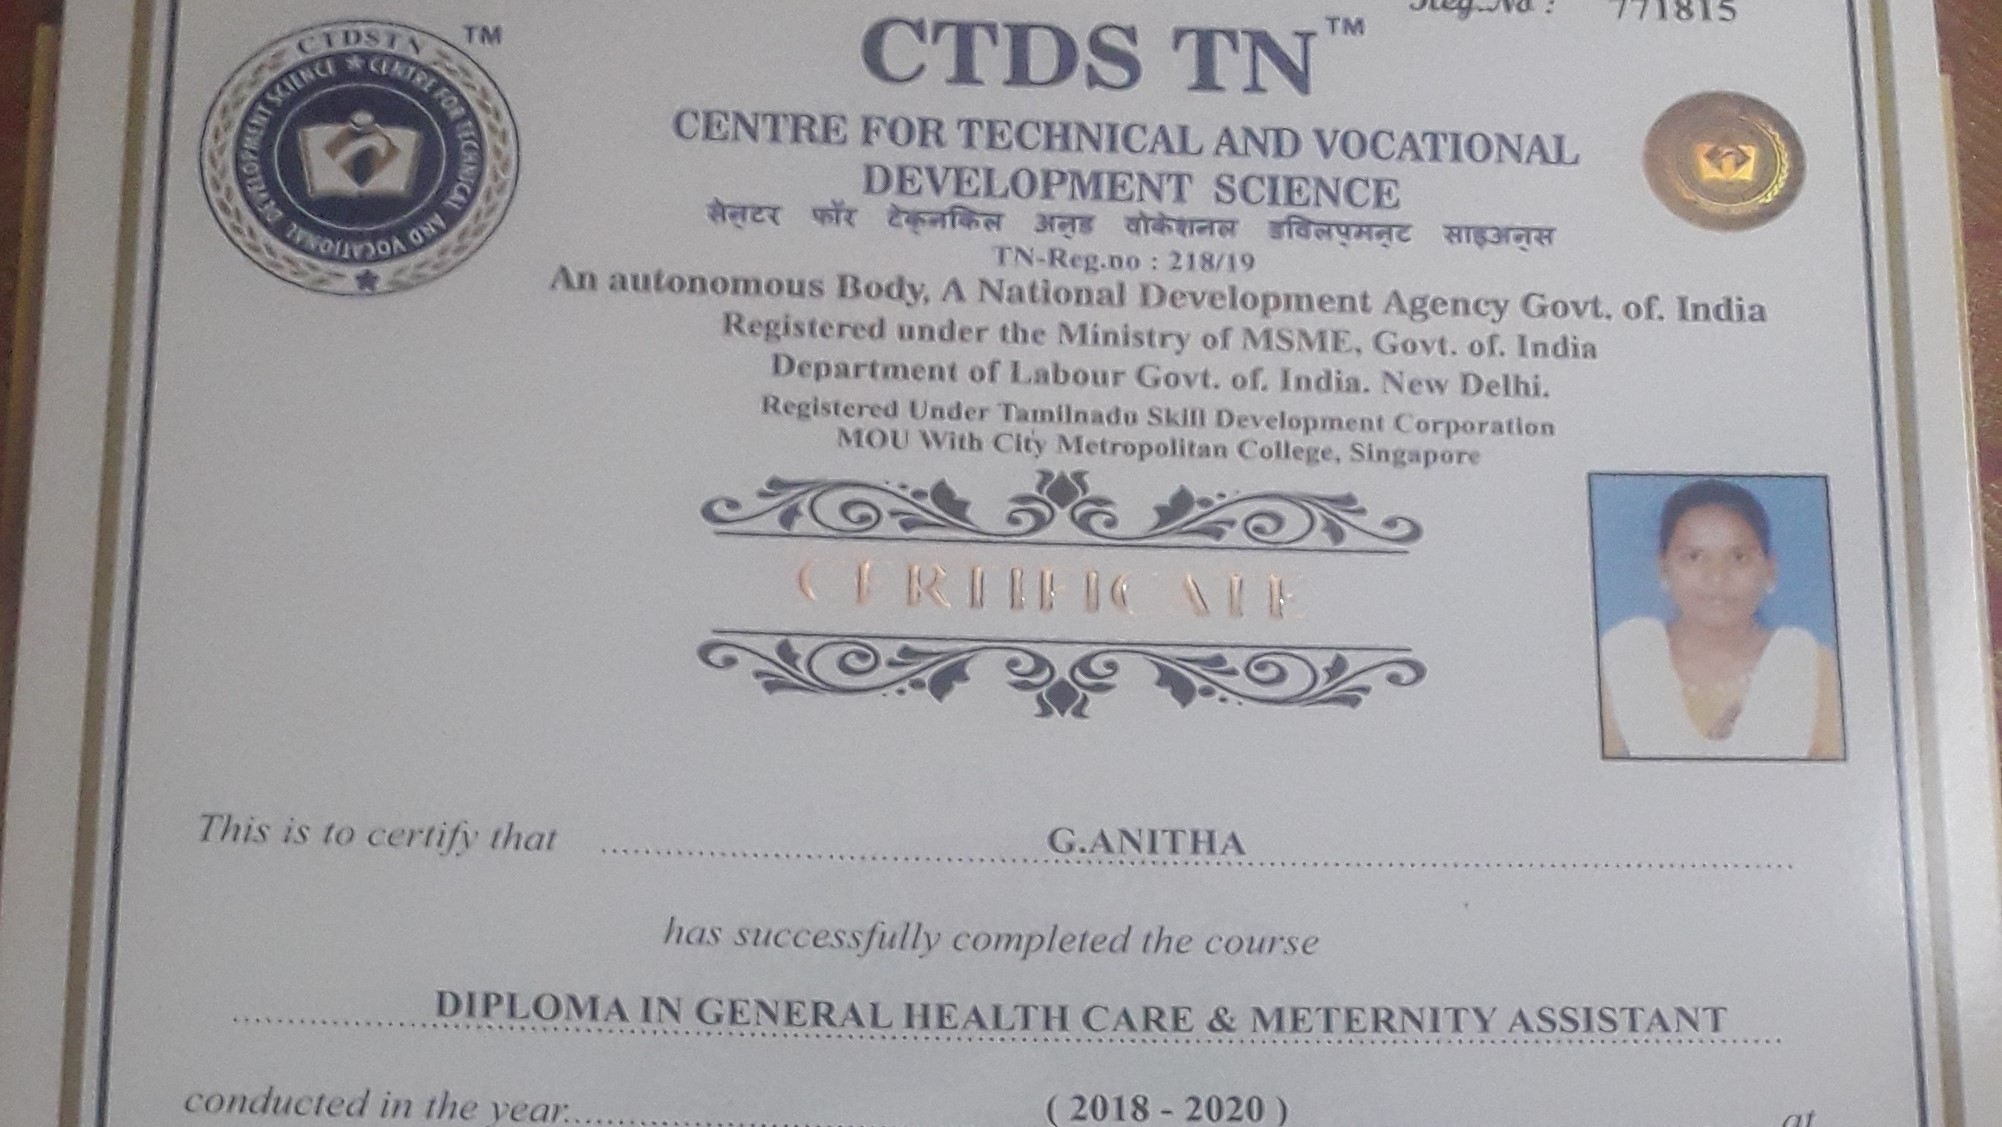 Reg.No : 771815
TM
CTDSTN
CENTRE FOR TECHNICAL AND VOCATIONAL DEVELOPMENT SCIENCE
CTDS TN TM
CENTRE FOR TECHNICAL AND VOCATIONAL
DEVELOPMENT SCIENCE
सेन्टर फॉर टेक्नकिल अन्ड वोकेशनल डविलप्मन्ट साइअन्स
TN-Reg.no : 218/19
An autonomous Body, A National Development Agency Govt. of. India
Registered under the Ministry of MSME, Govt. of. India
Department of Labour Govt. of. India. New Delhi.
Registered Under Tamilnadu Skill Development Corporation
MOU With City Metropolitan College, Singapore
CERTIFICATE
This is to certify that G.ANITHA
has successfully completed the course
DIPLOMA IN GENERAL HEALTH CARE & METERNITY ASSISTANT
conducted in the year ( 2018 - 2020 ) at